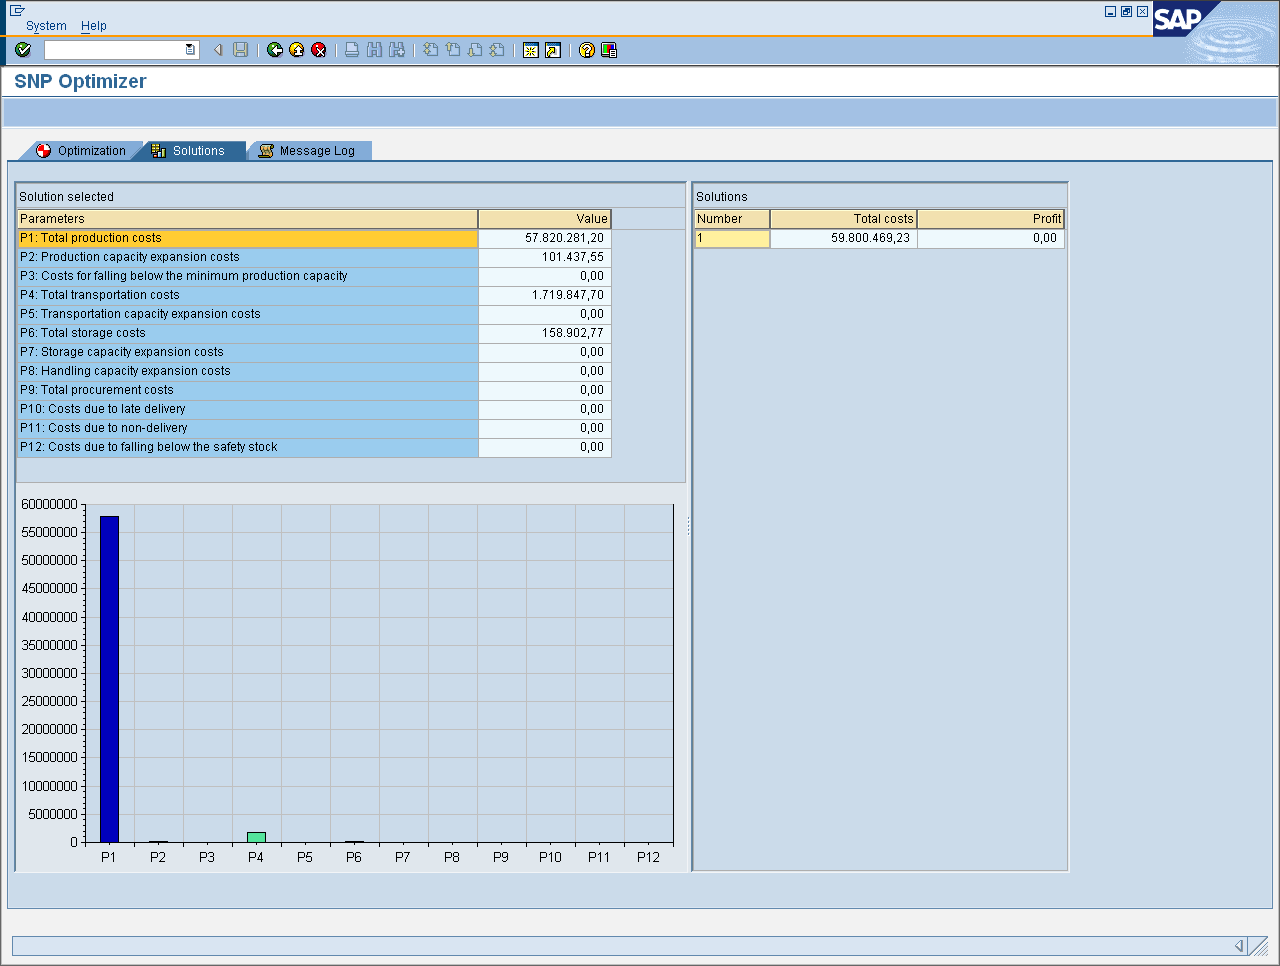 System Help
SAP
SNP Optimizer
Optimization Solutions Message Log
Solution selected
Parameters Value
P1: Total production costs 57.820.281,20
P2: Production capacity expansion costs 101.437,55
P3: Costs for falling below the minimum production capacity 0,00
P4: Total transportation costs 1.719.847,70
P5: Transportation capacity expansion costs 0,00
P6: Total storage costs 158.902,77
P7: Storage capacity expansion costs 0,00
P8: Handling capacity expansion costs 0,00
P9: Total procurement costs 0,00
P10: Costs due to late delivery 0,00
P11: Costs due to non-delivery 0,00
P12: Costs due to falling below the safety stock 0,00
60000000
55000000
50000000
45000000
40000000
35000000
30000000
25000000
20000000
15000000
10000000
5000000
0
P1 P2 P3 P4 P5 P6 P7 P8 P9 P10 P11 P12
Solutions
Number Total costs Profit
1 59.800.469,23 0,00